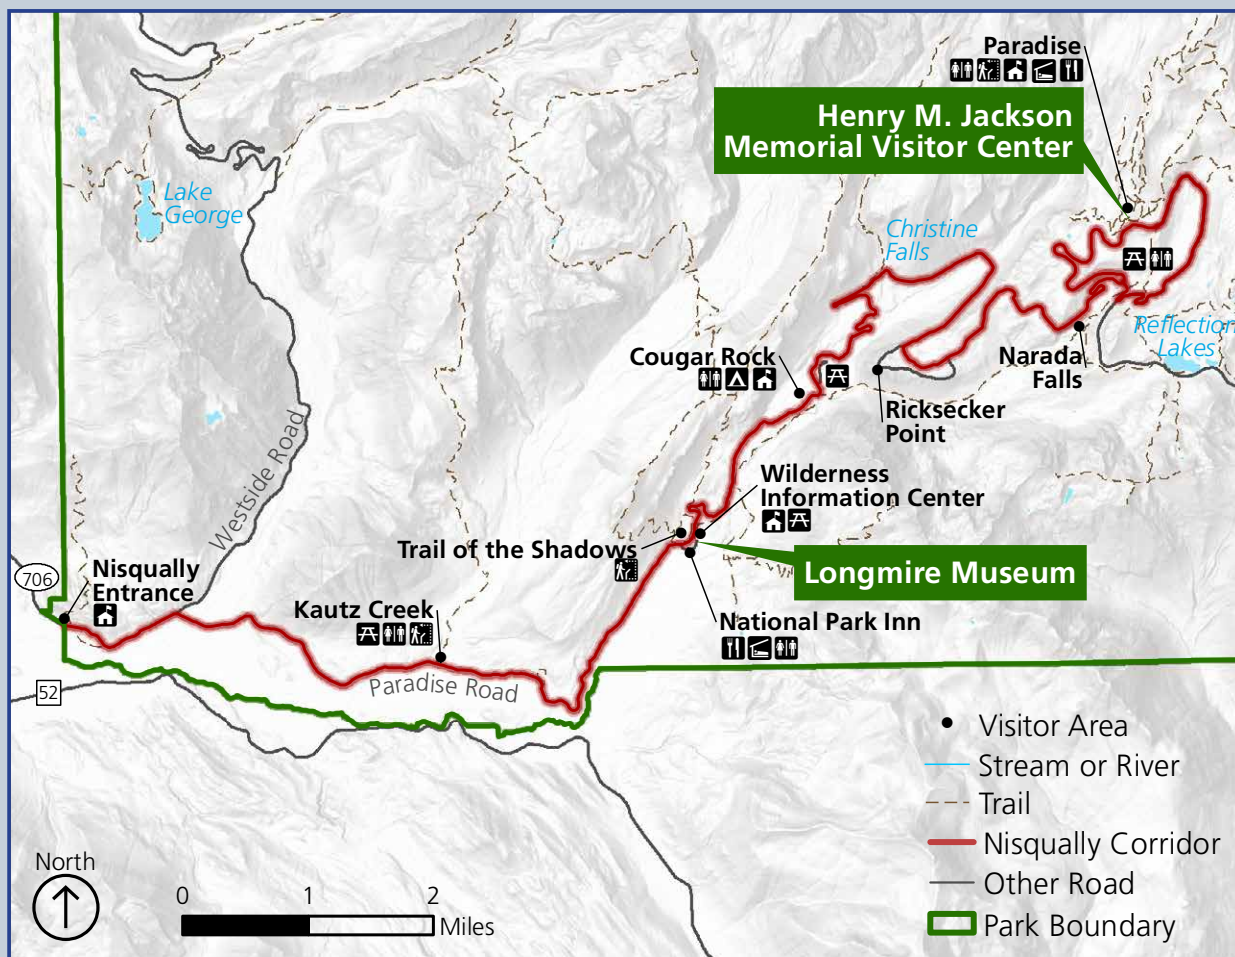 Paradise
Henry M. Jackson
Memorial Visitor Center
Lake
George
Christine
Falls
Reflection
Lakes
Narada
Falls
Cougar Rock
Ricksecker
Point
Wilderness
Information Center
Westside Road
Trail of the Shadows
Longmire Museum
706
Nisqually
Entrance
Kautz Creek
National Park Inn
Paradise Road
52
Visitor Area
Stream or River
Trail
Nisqually Corridor
Other Road
Park Boundary
North
0 1 2
Miles